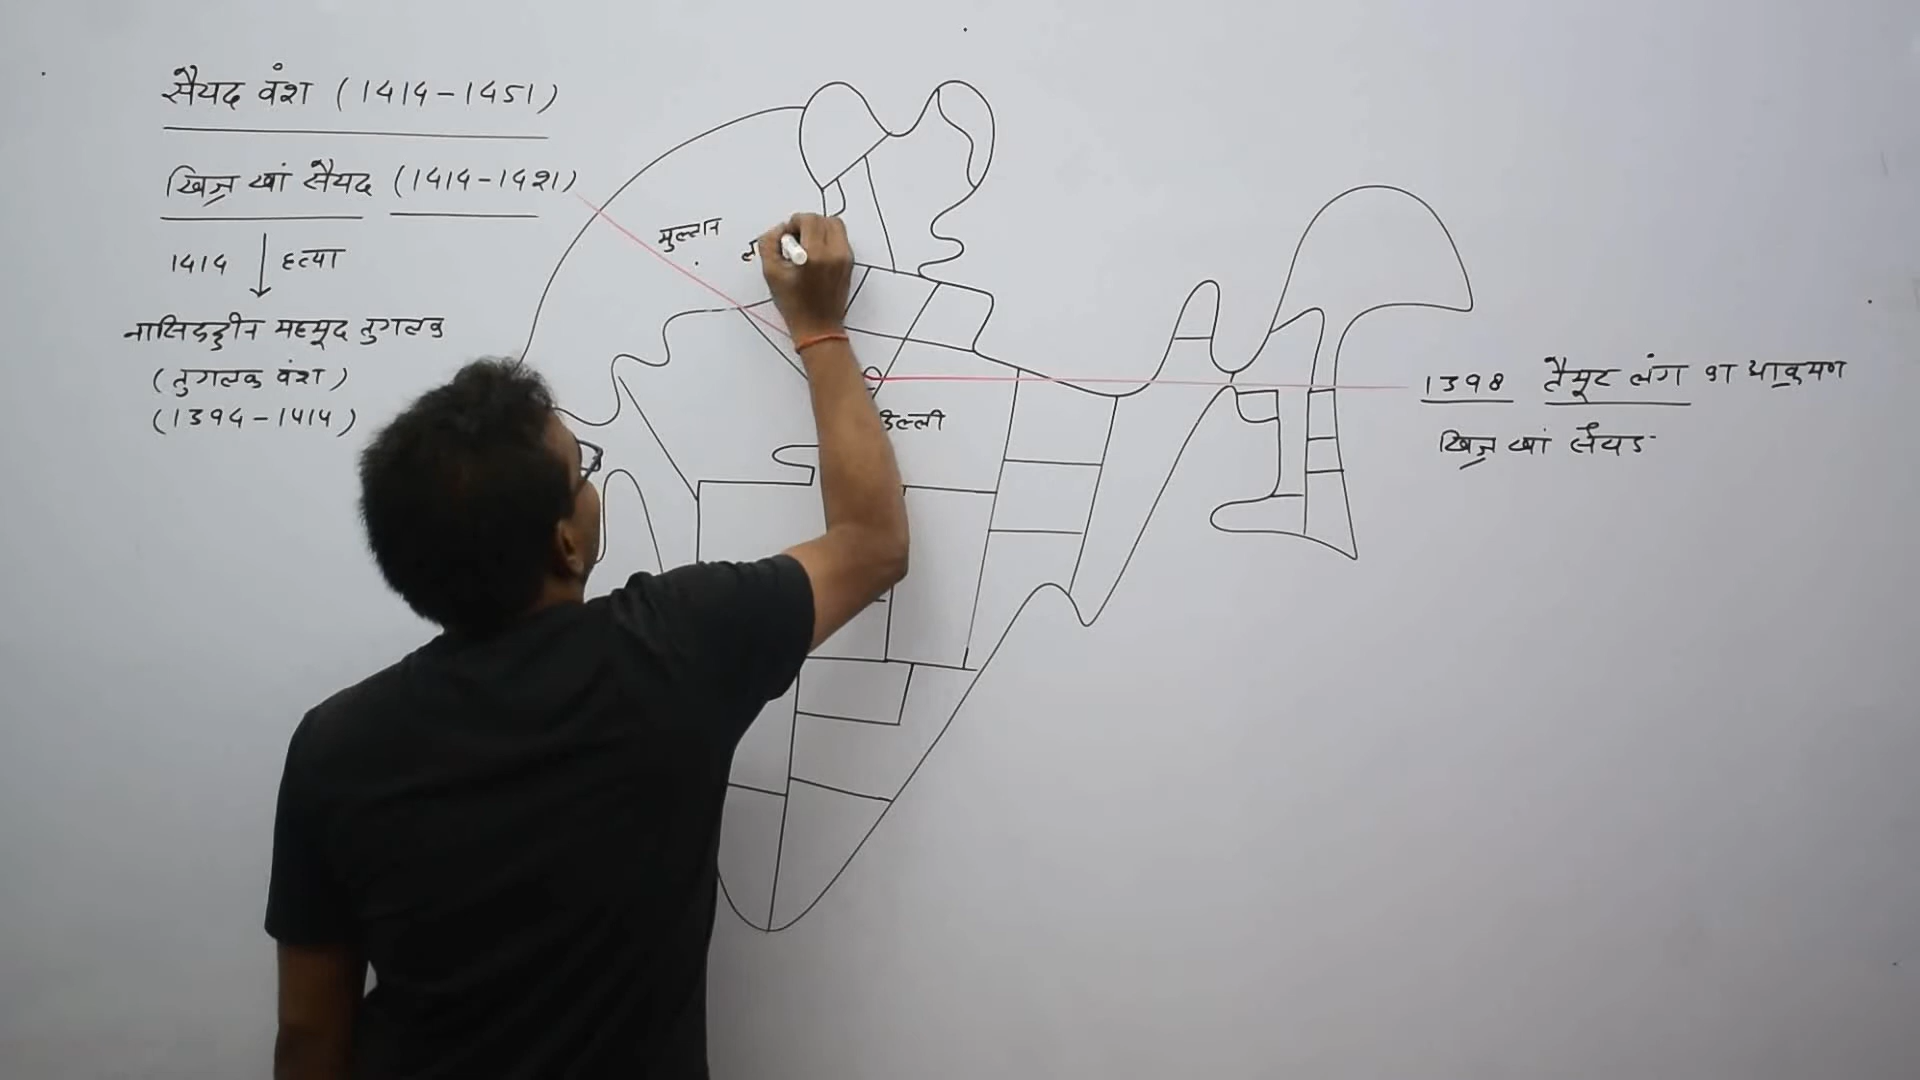 सैयद वंश (1414-1451)
खिज्र खां सैयद (1414-1421)
1414 हत्या
नासिरुद्दीन महमूद तुगलक
(तुगलक वंश)
(1394-1414)
मुल्तान
दिल्ली
1398 तैमूर लंग का आक्रमण
खिज्र खां सैयद